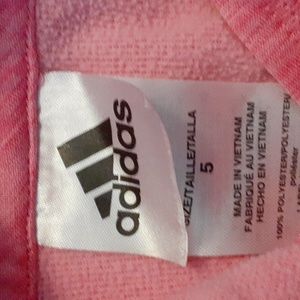 adidas
SIZE/TAILLE/TALLA
5
MADE IN VIETNAM
FABRIQUÉ AU VIETNAM
HECHO EN VIETNAM
100% POLYESTER/POLYESTER/